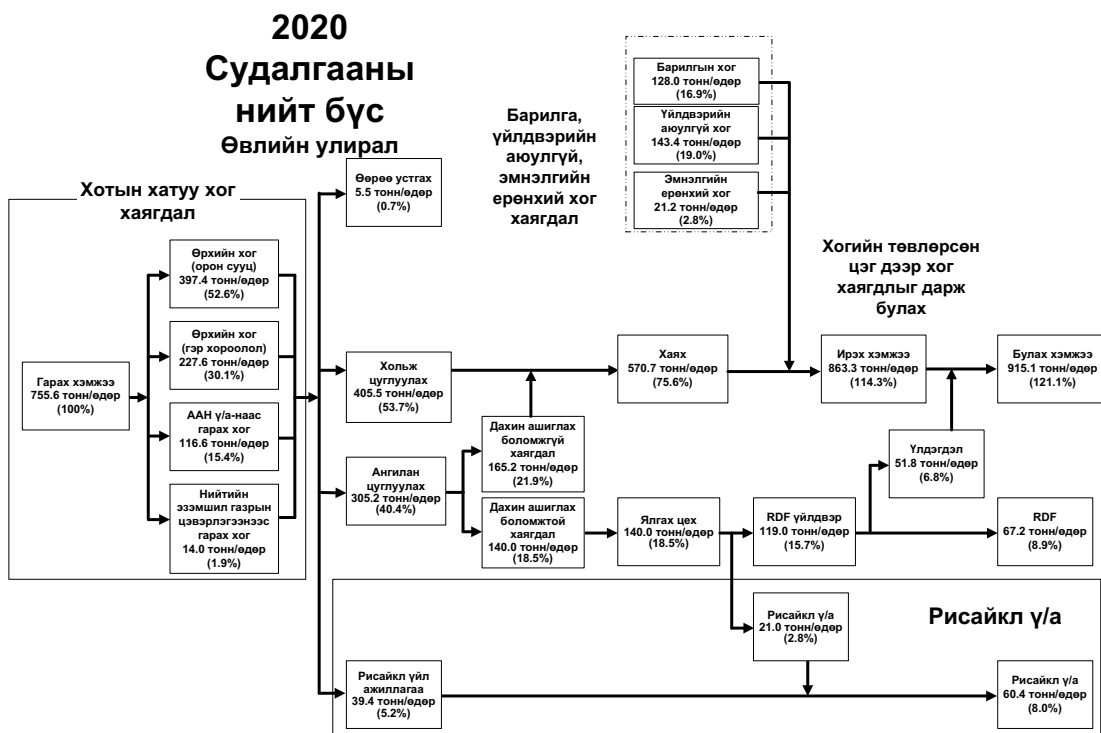 2020
Судалгааны
нийт бүс
Өвлийн улирал
Хотын хатуу хог
хаягдал
Гарах хэмжээ
755.6 тонн/өдөр
(100%)
Өрхийн хог
(орон сууц)
397.4 тонн/өдөр
(52.6%)
Өрхийн хог
(гэр хороолол)
227.6 тонн/өдөр
(30.1%)
ААН ү/а-наас
гарах хог
116.6 тонн/өдөр
(15.4%)
Нийтийн
эзэмшил газрын
цэвэрлэгээнээс
гарах хог
14.0 тонн/өдөр
(1.9%)
Өөрөө устгах
5.5 тонн/өдөр
(0.7%)
Хольж
цуглуулах
405.5 тонн/өдөр
(53.7%)
Ангилан
цуглуулах
305.2 тонн/өдөр
(40.4%)
Дахин ашиглах
боломжгүй
хаягдал
165.2 тонн/өдөр
(21.9%)
Дахин ашиглах
боломжтой
хаягдал
140.0 тонн/өдөр
(18.5%)
Барилга,
үйлдвэрийн
аюулгүй,
эмнэлгийн
ерөнхий хог
хаягдал
Барилгын хог
128.0 тонн/өдөр
(16.9%)
Үйлдвэрийн
аюулгүй хог
143.4 тонн/өдөр
(19.0%)
Эмнэлгийн
ерөнхий хог
21.2 тонн/өдөр
(2.8%)
Хаях
570.7 тонн/өдөр
(75.6%)
Хогийн төвлөрсөн
цэг дээр хог
хаягдлыг дарж
булах
Ирэх хэмжээ
863.3 тонн/өдөр
(114.3%)
Булах хэмжээ
915.1 тонн/өдөр
(121.1%)
Үлдэгдэл
51.8 тонн/өдөр
(6.8%)
Ялгах цех
140.0 тонн/өдөр
(18.5%)
RDF үйлдвэр
119.0 тонн/өдөр
(15.7%)
RDF
67.2 тонн/өдөр
(8.9%)
Рисайкл ү/а
Рисайкл ү/а
21.0 тонн/өдөр
(2.8%)
Рисайкл үйл
ажиллагаа
39.4 тонн/өдөр
(5.2%)
Рисайкл ү/а
60.4 тонн/өдөр
(8.0%)